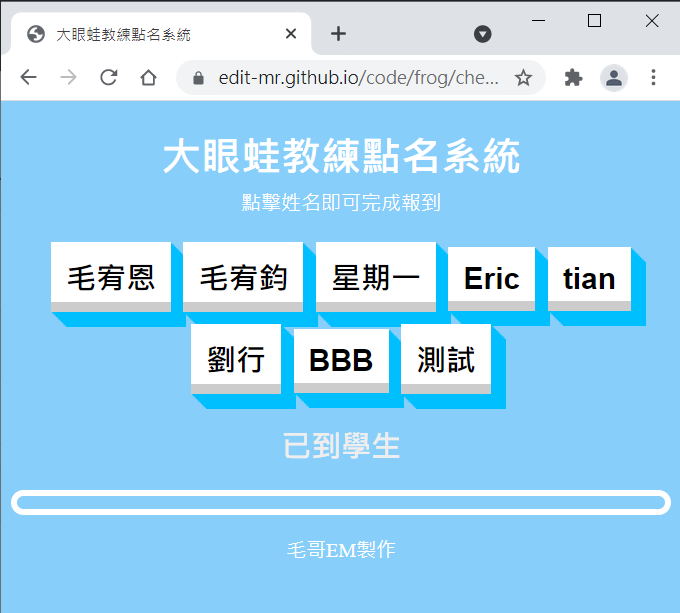 大眼蛙教練點名系統
edit-mr.github.io/code/frog/che...
大眼蛙教練點名系統
點擊姓名即可完成報到
毛宥恩 毛宥鈞 星期一 Eric tian
劉行 BBB 測試
已到學生
毛哥EM製作